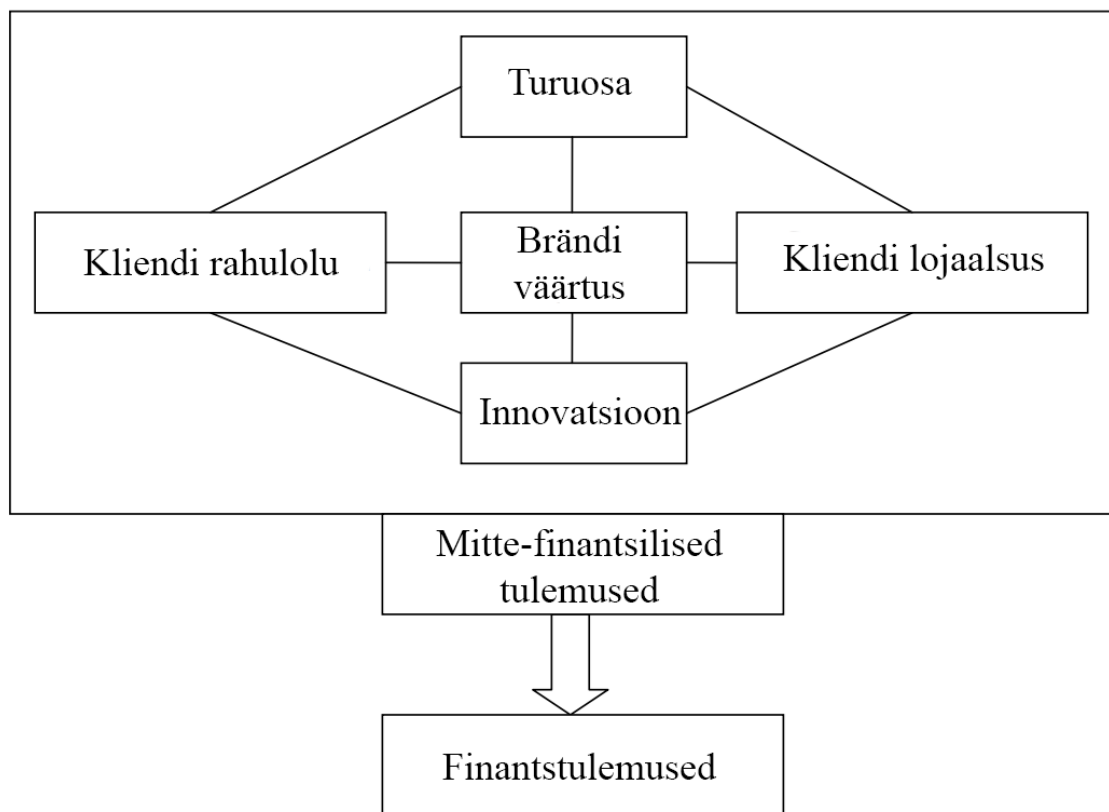 Turuosa
Kliendi rahulolu
Brändi
väärtus
Kliendi lojaalsus
Innovatsioon
Mitte-finantsilised
tulemused
Finantstulemused